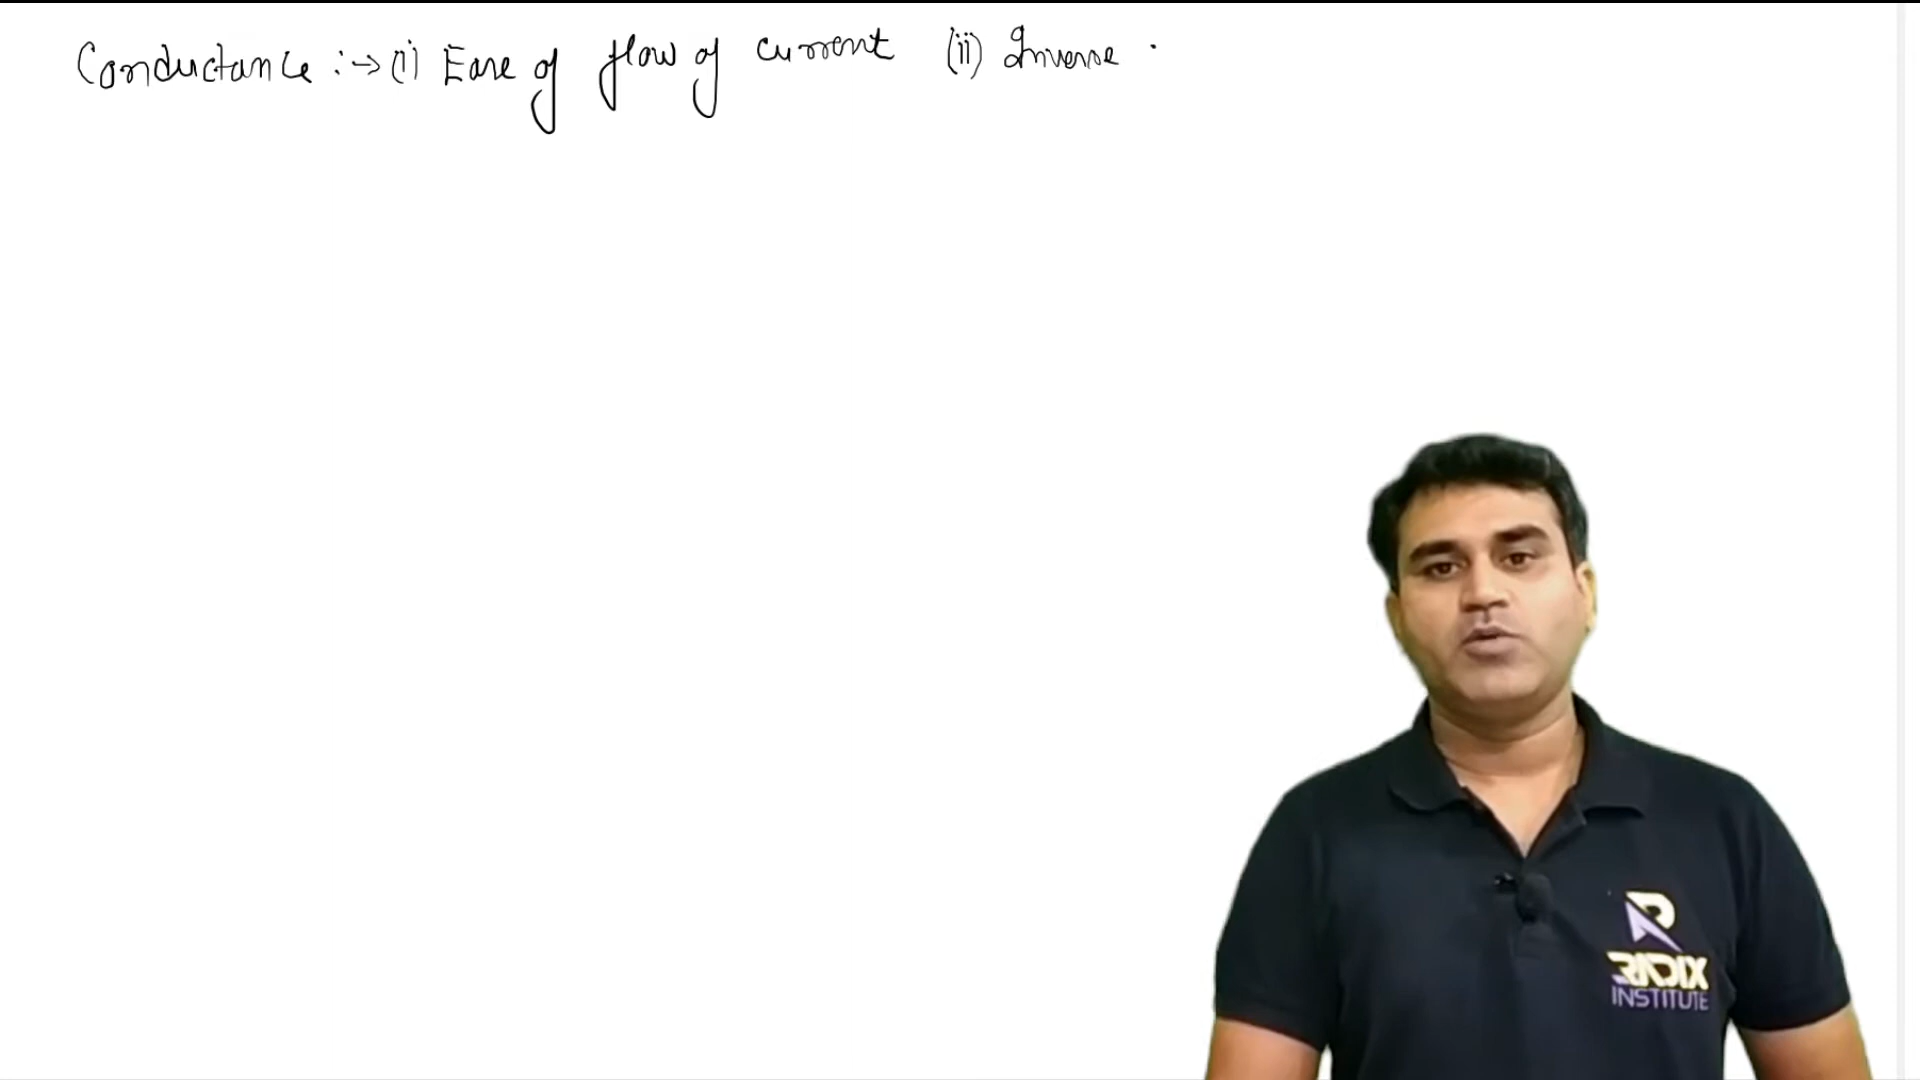 Conductance :→ (i) Ease of flow of current (ii) Inverse
RADIX
INSTITUTE